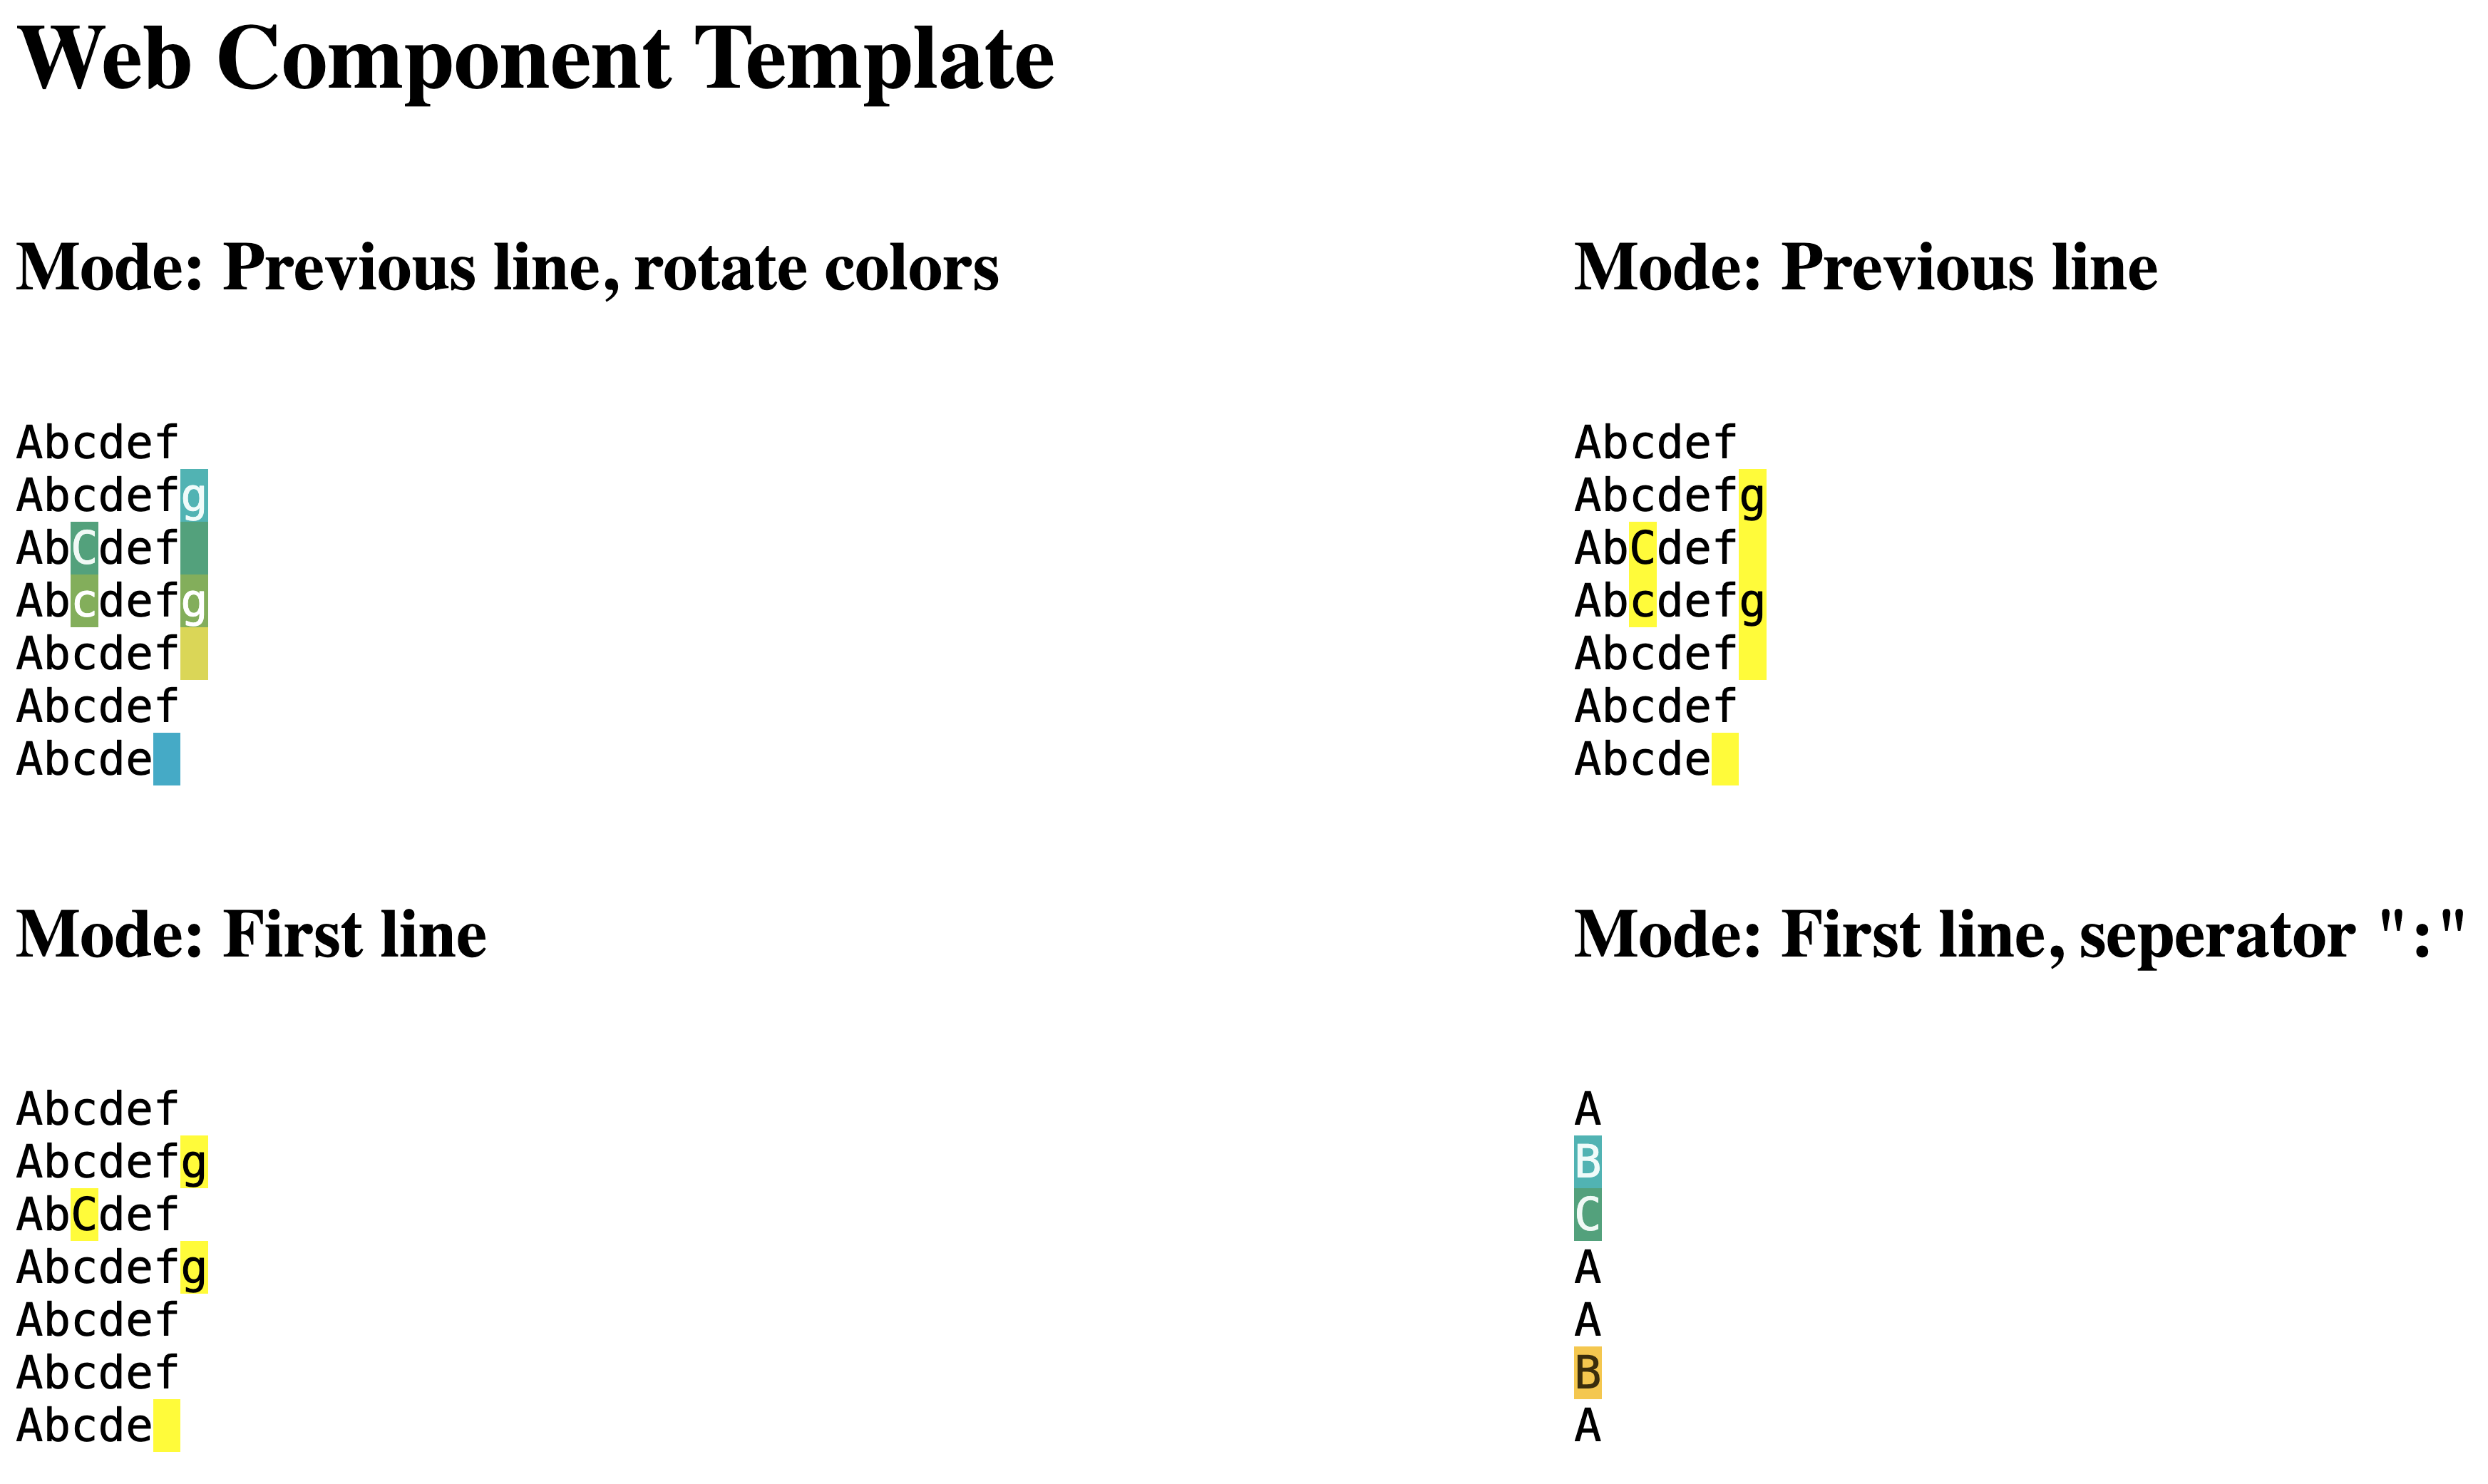 Web Component Template
Mode: Previous line, rotate colors
Abcdef
Abcdefg
AbCdef
Abcdefg
Abcdef
Abcdef
Abcde
Mode: Previous line
Abcdef
Abcdefg
AbCdef
Abcdefg
Abcdef
Abcdef
Abcde
Mode: First line
Abcdef
Abcdefg
AbCdef
Abcdefg
Abcdef
Abcdef
Abcde
Mode: First line, seperator ":"
A
B
C
A
A
B
A